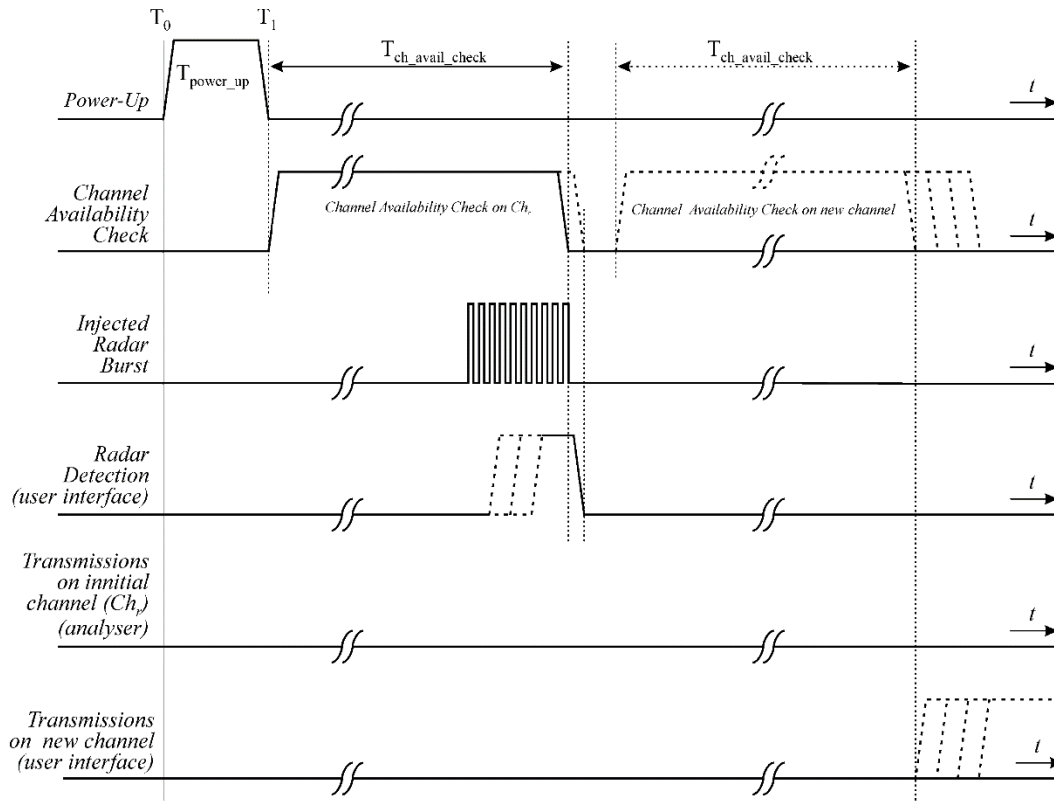 T0 T1
Tch_avail_check Tch_avail_check
Tpower_up
Power-Up
t
Channel
Availability
Check
Channel Availability Check on Chr
Channel Availability Check on new channel
t
Injected
Radar
Burst
t
Radar
Detection
(user interface)
t
Transmissions
on innitial
channel (Chr)
(analyser)
t
Transmissions
on new channel
(user interface)
t